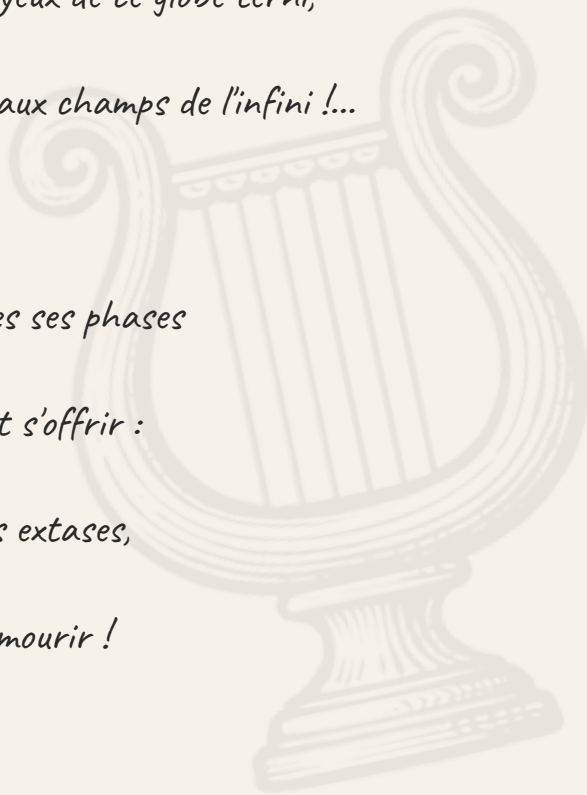 yeux de ce globe terni,
aux champs de l'infini !...
es ses phases
t s'offrir :
s extases,
mourir !